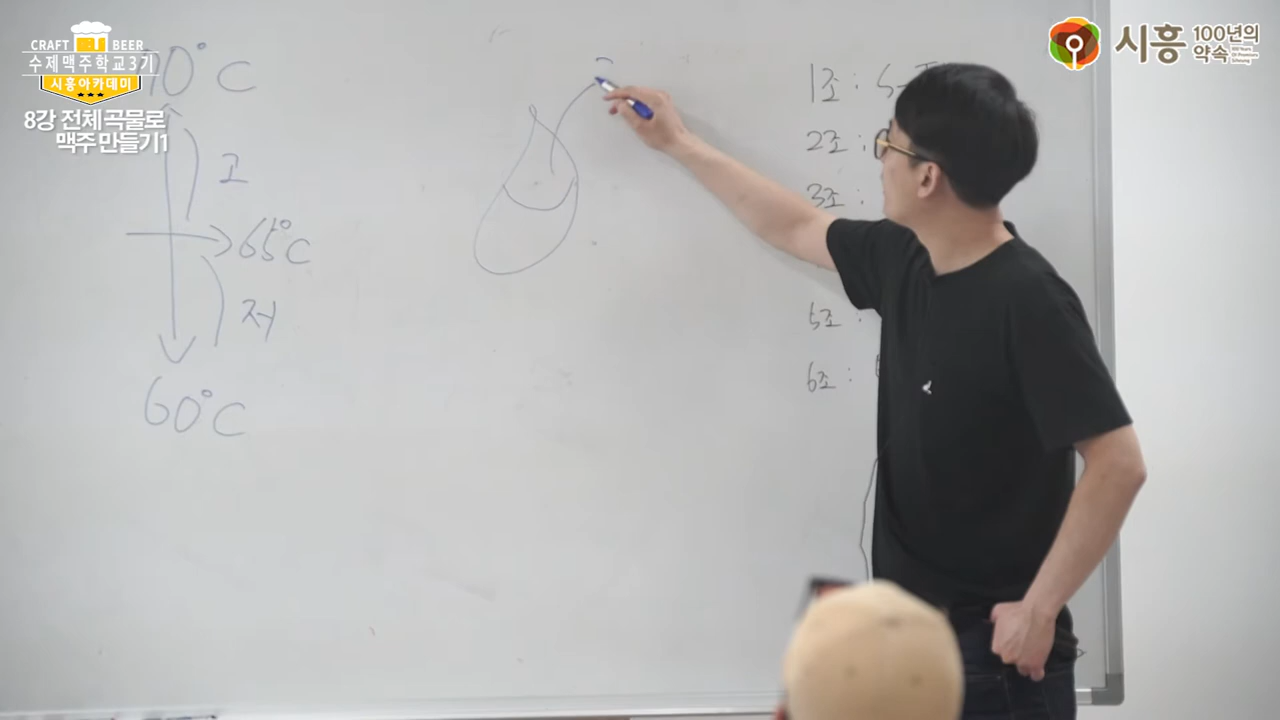 CRAFT BEER
수제맥주학교3기
시흥아카데미
8강 전체곡물로
맥주만들기1
시흥 100년의
약속
70°C
고
65°C
저
60°C
1조 :
2조 :
3조 :
5조 :
6조 :